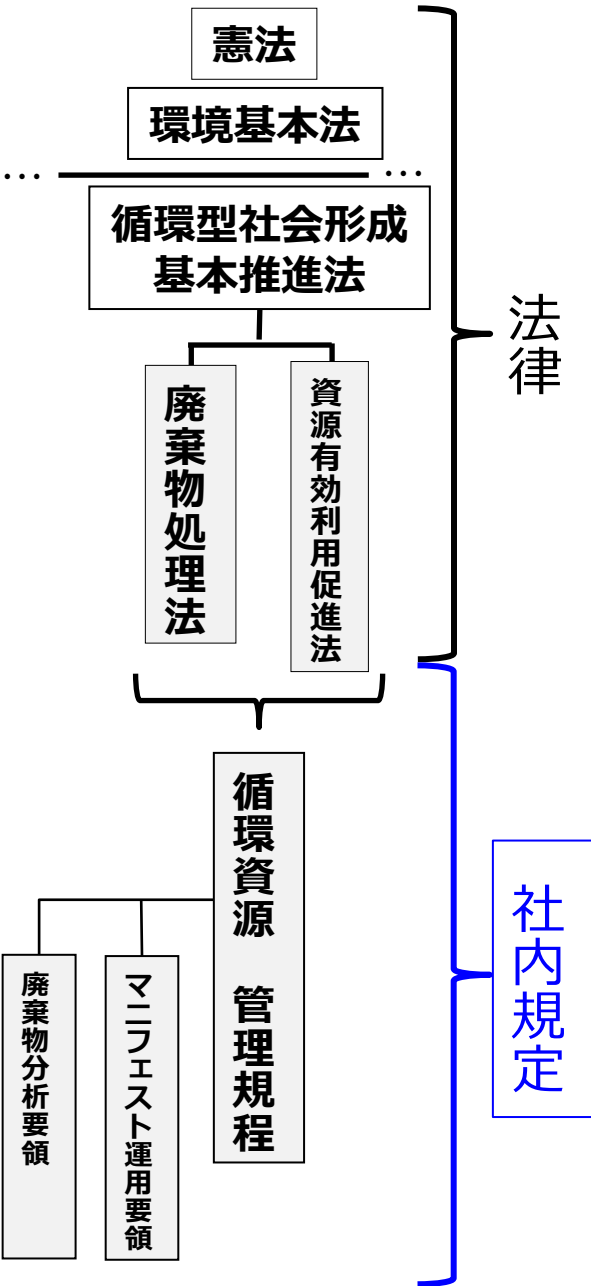 憲法
環境基本法
… …
循環型社会形成
基本推進法
廃棄物処理法
資源有効利用促進法
法律
循環資源 管理規程
廃棄物分析要領
マニフェスト運用要領
社内規定